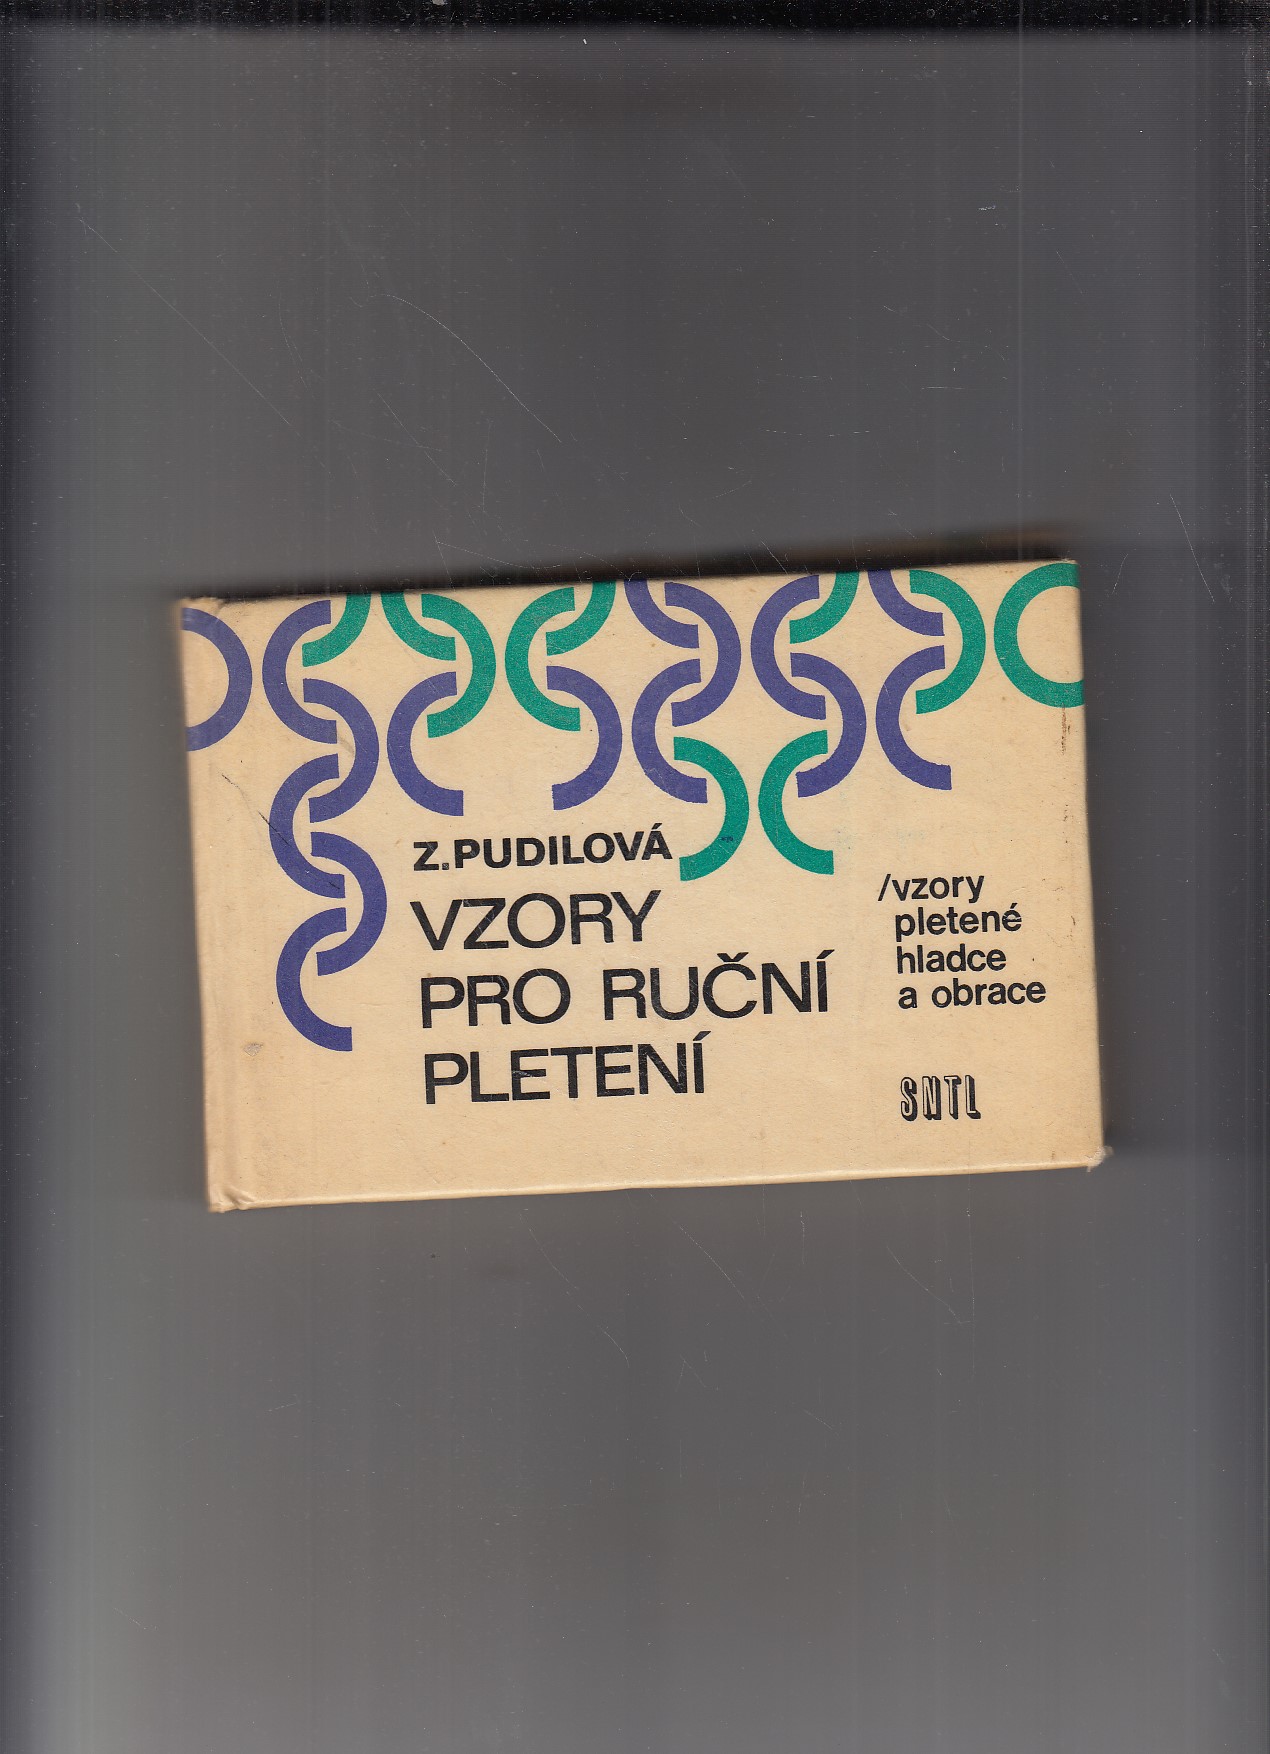 Z. PUDILOVÁ
VZORY
PRO RUČNÍ
PLETENÍ
/vzory
pletené
hladce
a obrace
SNTL